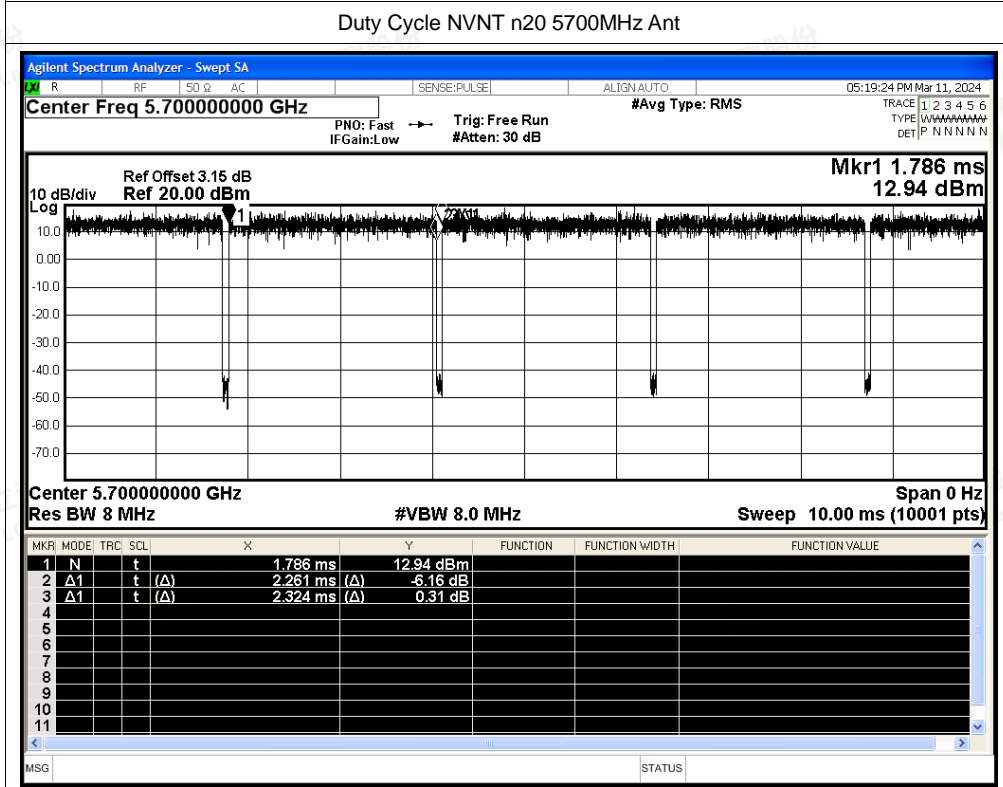 Duty Cycle NVNT n20 5700MHz Ant
Agilent Spectrum Analyzer - Swept SA
LXI R RF 50 Ω AC SENSE:PULSE ALIGN AUTO 05:19:24 PM Mar 11, 2024
Center Freq 5.700000000 GHz #Avg Type: RMS TRACE 1 2 3 4 5 6
PNO: Fast Trig: Free Run TYPE
IFGain:Low #Atten: 30 dB DET P N N N N N
Mkr1 1.786 ms
Ref Offset 3.15 dB 12.94 dBm
10 dB/div Ref 20.00 dBm
Log
1
10.0
0.00
-10.0
-20.0
-30.0
-40.0
-50.0
-60.0
-70.0
Center 5.700000000 GHz Span 0 Hz
Res BW 8 MHz #VBW 8.0 MHz Sweep 10.00 ms (10001 pts)
MKR MODE TRC SCL X Y FUNCTION FUNCTION WIDTH FUNCTION VALUE
1 N t 1.786 ms 12.94 dBm
2 Δ1 t (Δ) 2.261 ms (Δ) -6.16 dB
3 Δ1 t (Δ) 2.324 ms (Δ) 0.31 dB
4
5
6
7
8
9
10
11
MSG STATUS